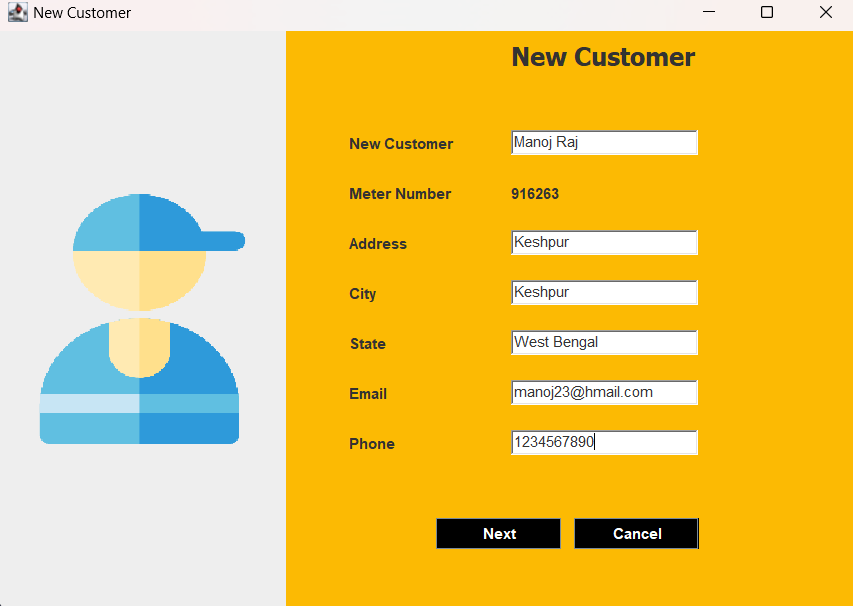 New Customer
New Customer
New Customer Manoj Raj
Meter Number 916263
Address Keshpur
City Keshpur
State West Bengal
Email manoj23@hmail.com
Phone 1234567890
Next Cancel